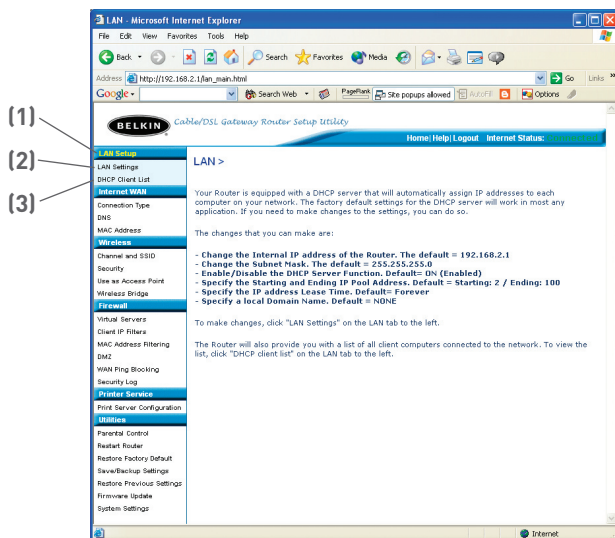 LAN - Microsoft Internet Explorer
File Edit View Favorites Tools Help
Back Search Favorites Media
Address http://192.168.2.1/lan_main.html Go Links »
Google Search Web PageRank Site popups allowed AutoFill Options
BELKIN Cable/DSL Gateway Router Setup Utility
Home|Help|Logout Internet Status:
(1)
(2)
(3)
LAN Setup
LAN Settings
DHCP Client List
Internet WAN
Connection Type
DNS
MAC Address
Wireless
Channel and SSID
Security
Use as Access Point
Wireless Bridge
Firewall
Virtual Servers
Client IP Filters
MAC Address Filtering
DMZ
WAN Ping Blocking
Security Log
Printer Service
Print Server Configuration
Utilities
Parental Control
Restart Router
Restore Factory Default
Save/Backup Settings
Restore Previous Settings
Firmware Update
System Settings
LAN >
Your Router is equipped with a DHCP server that will automatically assign IP addresses to each
computer on your network. The factory default settings for the DHCP server will work in most any
application. If you need to make changes to the settings, you can do so.
The changes that you can make are:
- Change the Internal IP address of the Router. The default = 192.168.2.1
- Change the Subnet Mask. The default = 255.255.255.0
- Enable/Disable the DHCP Server Function. Default= ON (Enabled)
- Specify the Starting and Ending IP Pool Address. Default = Starting: 2 / Ending: 100
- Specify the IP address Lease Time. Default= Forever
- Specify a local Domain Name. Default = NONE
To make changes, click "LAN Settings" on the LAN tab to the left.
The Router will also provide you with a list of all client computers connected to the network. To view the
list, click "DHCP client list" on the LAN tab to the left.
Internet